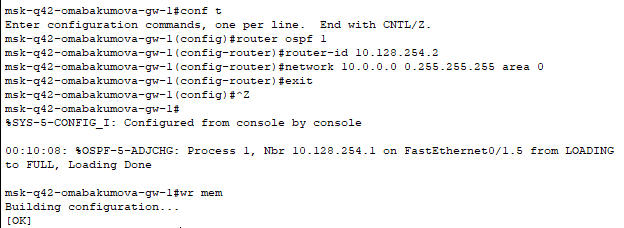 msk-q42-omabakumova-gw-1#conf t
Enter configuration commands, one per line.  End with CNTL/Z.
msk-q42-omabakumova-gw-1(config)#router ospf 1
msk-q42-omabakumova-gw-1(config-router)#router-id 10.128.254.2
msk-q42-omabakumova-gw-1(config-router)#network 10.0.0.0 0.255.255.255 area 0
msk-q42-omabakumova-gw-1(config-router)#exit
msk-q42-omabakumova-gw-1(config)#^Z
msk-q42-omabakumova-gw-1#
%SYS-5-CONFIG_I: Configured from console by console
00:10:08: %OSPF-5-ADJCHG: Process 1, Nbr 10.128.254.1 on FastEthernet0/1.5 from LOADING
to FULL, Loading Done
msk-q42-omabakumova-gw-1#wr mem
Building configuration...
[OK]